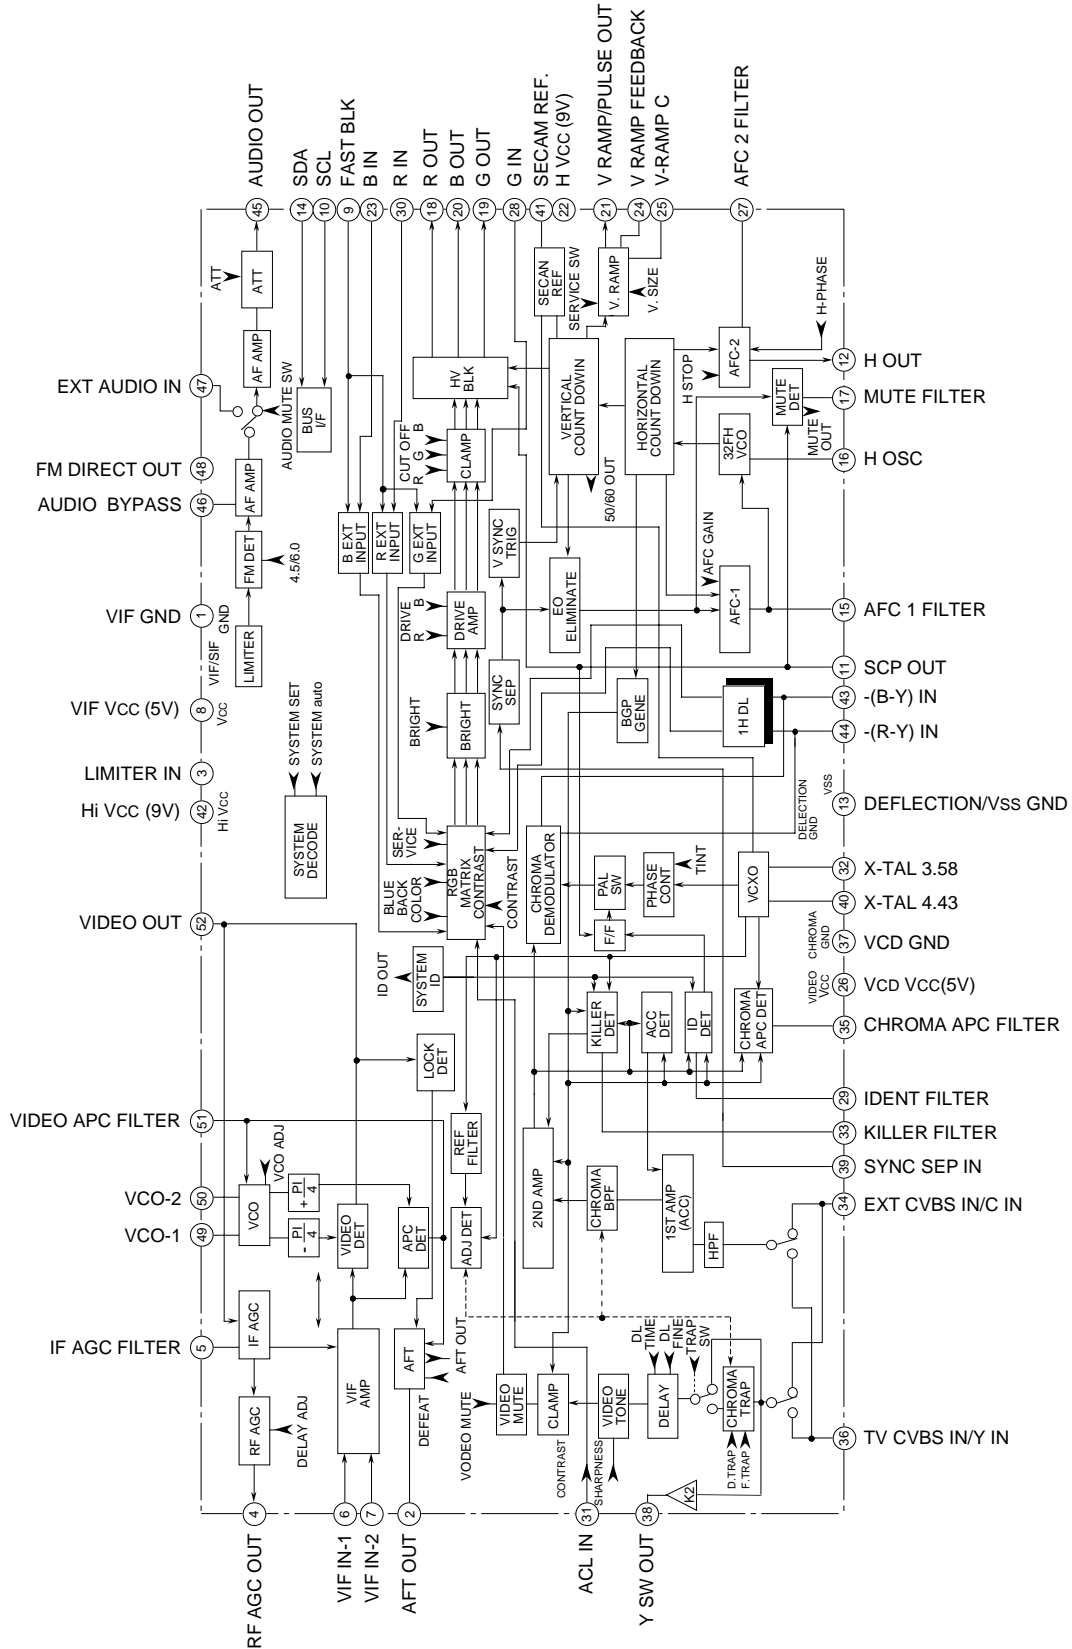 AUDIO OUT
SDA
SCL
FAST BLK
B IN
R IN
R OUT
B OUT
G OUT
G IN
SECAM REF.
H VCC (9V)
V RAMP/PULSE OUT
V RAMP FEEDBACK
V-RAMP C
AFC 2 FILTER
45
14
10
9
23
30
18
20
19
28
41
22
21
24
25
27
ATT
ATT
AF AMP
AUDIO MUTE SW
BUS
I/F
HV
BLK
SECAN
REF
SERVICE SW
V. RAMP
V. SIZE
VERTICAL
COUNT DOWIN
50/60 OUT
HORIZONTAL
COUNT DOWIN
H STOP
AFC-2
H-PHASE
MUTE
DET
MUTE
OUT
32FH
VCO
EXT AUDIO IN
47
FM DIRECT OUT
48
AUDIO BYPASS
46
VIF GND
1
VIF/SIF
GND
VIF VCC (5V)
8
VCC
LIMITER IN
3
Hi VCC (9V)
42
Hi VCC
VIDEO OUT
52
VIDEO APC FILTER
51
VCO-2
50
VCO-1
49
IF AGC FILTER
5
12
H OUT
17
MUTE FILTER
16
H OSC
15
AFC 1 FILTER
11
SCP OUT
43
-(B-Y) IN
44
-(R-Y) IN
13
DEFLECTION/VSS GND
VSS
DELECTION
GND
32
X-TAL 3.58
40
X-TAL 4.43
37
VCD GND
CHROMA
GND
26
VCD VCC(5V)
VIDEO
VCC
35
CHROMA APC FILTER
29
IDENT FILTER
33
KILLER FILTER
39
SYNC SEP IN
34
EXT CVBS IN/C IN
36
TV CVBS IN/Y IN
AF AMP
FM DET
4.5/6.0
LIMITER
B EXT
INPUT
R EXT
INPUT
G EXT
INPUT
CUT OFF
R G B
CLAMP
V SYNC
TRIG
EO
ELIMINATE
AFC GAIN
AFC-1
DRIVE
R B
DRIVE
AMP
SYNC
SEP
BRIGHT
BRIGHT
BGP
GENE
1H DL
SYSTEM SET
SYSTEM auto
SYSTEM
DECODE
SER-
VICE
BLUE
BACK
COLOR
RGB
MATRIX
CONTRAST
CONTRAST
CHROMA
DEMODULATOR
PAL
SW
F/F
PHASE
CONT
TINT
VCXO
ID OUT
SYSTEM
ID
KILLER
DET
ACC
DET
ID
DET
CHROMA
APC DET
LOCK
DET
REF
FILTER
2ND AMP
CHROMA
BPF
1ST AMP
(ACC)
HPF
VCO ADJ
VCO
PI
+
4
PI
-
4
VIDEO
DET
APC
DET
ADJ DET
IF AGC
VIF
AMP
AFT
AFT OUT
DEFEAT
RF AGC
DELAY ADJ
VODEO MUTE
VIDEO
MUTE
CLAMP
CONTRAST
VIDEO
TONE
SHARPNESS
DELAY
DL
TIME
DL
FINE
TRAP
SW
CHROMA
TRAP
D.TRAP
F.TRAP
K2
4
6
7
2
31
38
RF AGC OUT
VIF IN-1
VIF IN-2
AFT OUT
ACL IN
Y SW OUT